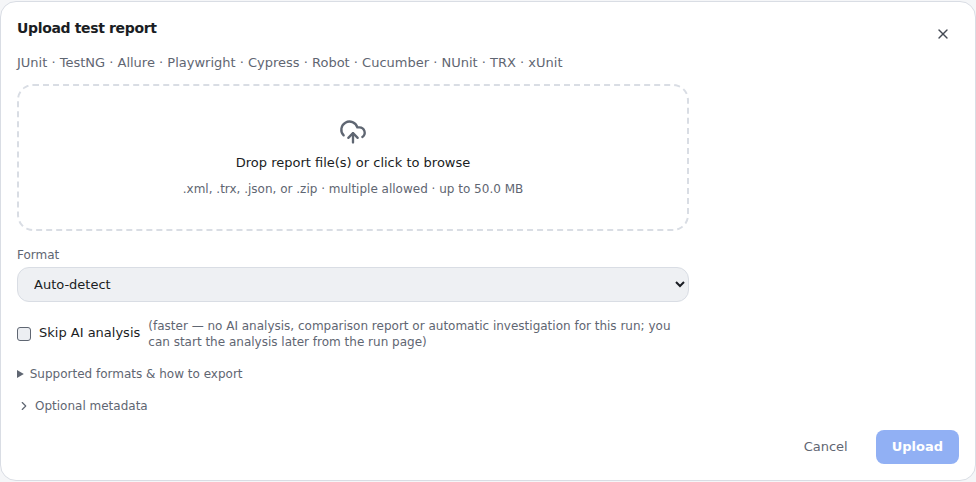 Upload test report
JUnit · TestNG · Allure · Playwright · Cypress · Robot · Cucumber · NUnit · TRX · xUnit
Drop report file(s) or click to browse
.xml, .trx, .json, or .zip · multiple allowed · up to 50.0 MB
Format
Auto-detect
Skip AI analysis (faster — no AI analysis, comparison report or automatic investigation for this run; you
can start the analysis later from the run page)
Supported formats & how to export
Optional metadata
Cancel Upload